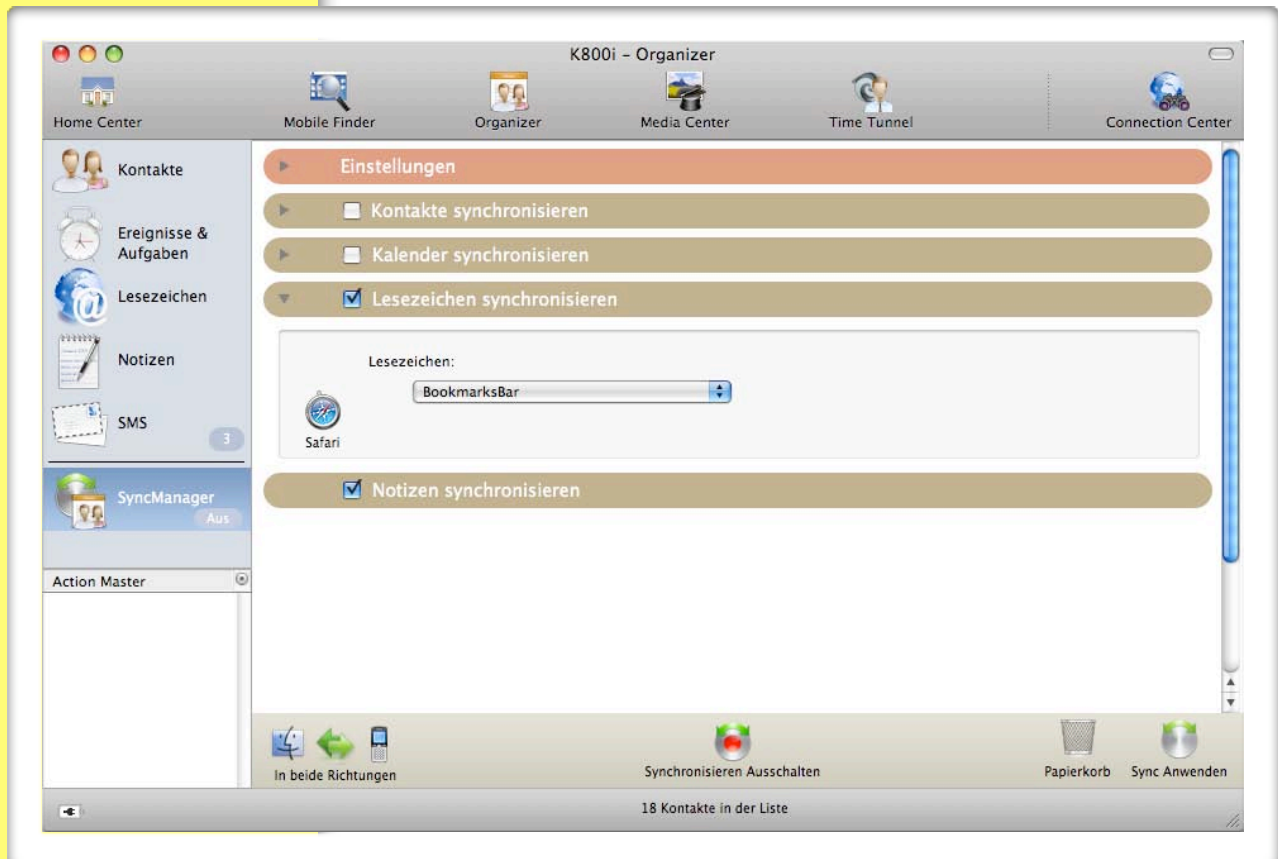 K800i – Organizer
Home Center
Mobile Finder
Organizer
Media Center
Time Tunnel
Connection Center
Kontakte
Ereignisse &
Aufgaben
Lesezeichen
Notizen
SMS
3
SyncManager
Aus
Action Master
Einstellungen
Kontakte synchronisieren
Kalender synchronisieren
Lesezeichen synchronisieren
Lesezeichen:
BookmarksBar
Safari
Notizen synchronisieren
In beide Richtungen
Synchronisieren Ausschalten
Papierkorb
Sync Anwenden
18 Kontakte in der Liste